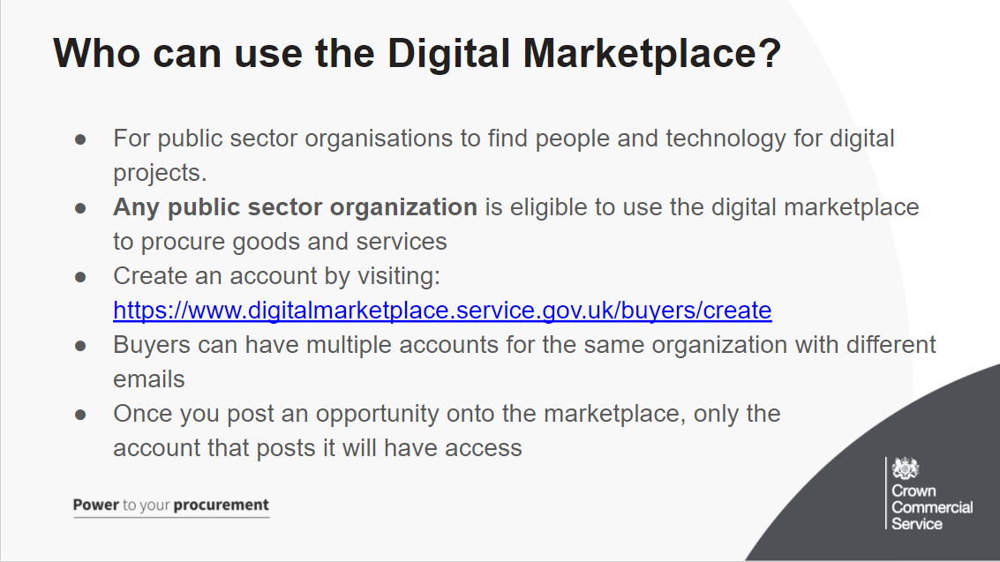 Who can use the Digital Marketplace?
● For public sector organisations to find people and technology for digital
projects.
● Any public sector organization is eligible to use the digital marketplace
to procure goods and services
● Create an account by visiting:
https://www.digitalmarketplace.service.gov.uk/buyers/create
● Buyers can have multiple accounts for the same organization with different
emails
● Once you post an opportunity onto the marketplace, only the
account that posts it will have access
Power to your procurement
Crown
Commercial
Service